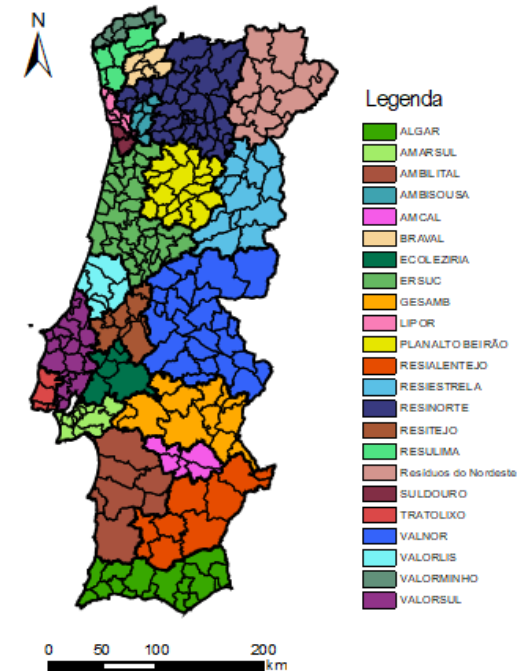 N
Legenda
ALGAR
AMARSUL
AMBILITAL
AMBISOUSA
AMCAL
BRAVAL
ECOLEZIRIA
ERSUC
GESAMB
LIPOR
PLANALTO BEIRÃO
RESIALENTEJO
RESIESTRELA
RESINORTE
RESITEJO
RESULIMA
Resíduos do Nordeste
SULDOURO
TRATOLIXO
VALNOR
VALORLIS
VALORMINHO
VALORSUL
0 50 100 200
km